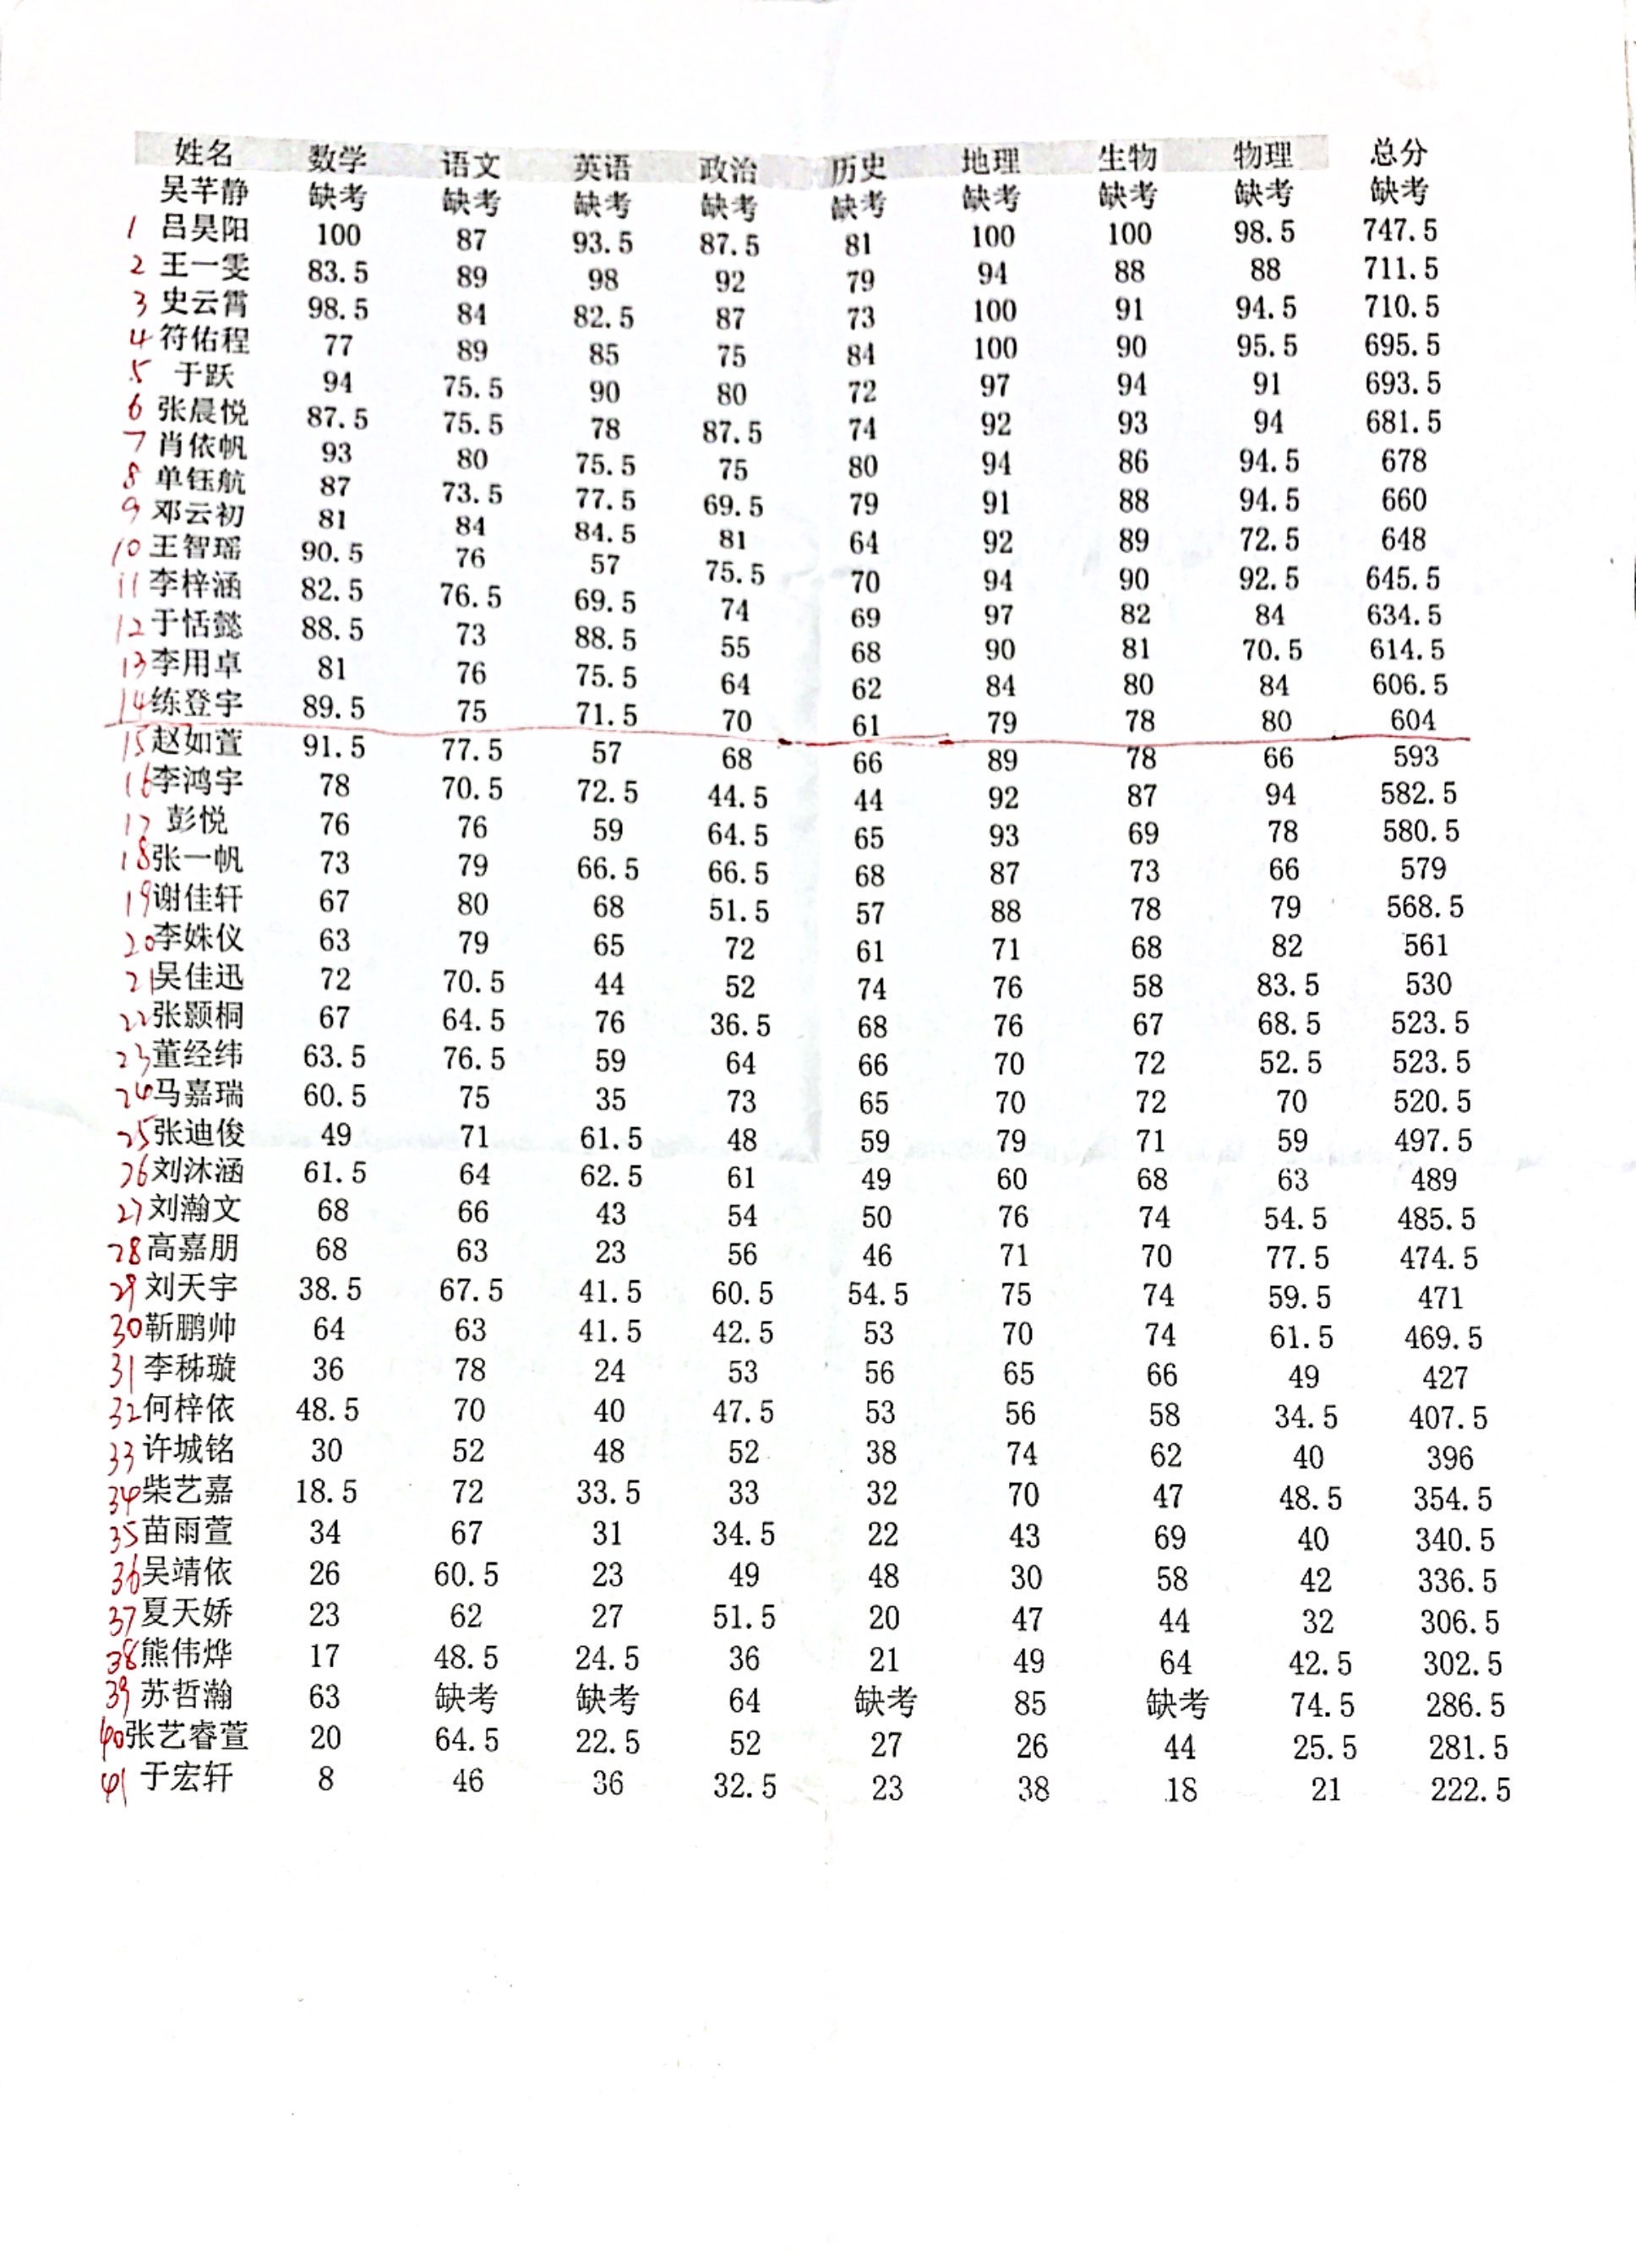 姓名 数学 语文 英语 政治 历史 地理 生物 物理 总分
吴芊静 缺考 缺考 缺考 缺考 缺考 缺考 缺考 缺考 缺考
1 吕昊阳 100 87 93.5 87.5 81 100 100 98.5 747.5
2 王一雯 83.5 89 98 92 79 94 88 88 711.5
3 史云霄 98.5 84 82.5 87 73 100 91 94.5 710.5
4 符佑程 77 89 85 75 84 100 90 95.5 695.5
5 于跃 94 75.5 90 80 72 97 94 91 693.5
6 张晨悦 87.5 75.5 78 87.5 74 92 93 94 681.5
7 肖依帆 93 80 75.5 75 80 94 86 94.5 678
8 单钰航 87 73.5 77.5 69.5 79 91 88 94.5 660
9 邓云初 81 84 84.5 81 64 92 89 72.5 648
10 王智瑶 90.5 76 57 75.5 70 94 90 92.5 645.5
11 李梓涵 82.5 76.5 69.5 74 69 97 82 84 634.5
12 于恬懿 88.5 73 88.5 55 68 90 81 70.5 614.5
13 李用卓 81 76 75.5 64 62 84 80 84 606.5
14 练登宇 89.5 75 71.5 70 61 79 78 80 604
15 赵如萱 91.5 77.5 57 68 66 89 78 66 593
16 李鸿宇 78 70.5 72.5 44.5 44 92 87 94 582.5
17 彭悦 76 76 59 64.5 65 93 69 78 580.5
18 张一帆 73 79 66.5 66.5 68 87 73 66 579
19 谢佳轩 67 80 68 51.5 57 88 78 79 568.5
20 李姝仪 63 79 65 72 61 71 68 82 561
21 吴佳迅 72 70.5 44 52 74 76 58 83.5 530
22 张颢桐 67 64.5 76 36.5 68 76 67 68.5 523.5
23 董经纬 63.5 76.5 59 64 66 70 72 52.5 523.5
24 马嘉瑞 60.5 75 35 73 65 70 72 70 520.5
25 张迪俊 49 71 61.5 48 59 79 71 59 497.5
26 刘沐涵 61.5 64 62.5 61 49 60 68 63 489
27 刘瀚文 68 66 43 54 50 76 74 54.5 485.5
28 高嘉朋 68 63 23 56 46 71 70 77.5 474.5
29 刘天宇 38.5 67.5 41.5 60.5 54.5 75 74 59.5 471
30 靳鹏帅 64 63 41.5 42.5 53 70 74 61.5 469.5
31 李秭璇 36 78 24 53 56 65 66 49 427
32 何梓依 48.5 70 40 47.5 53 56 58 34.5 407.5
33 许城铭 30 52 48 52 38 74 62 40 396
34 柴艺嘉 18.5 72 33.5 33 32 70 47 48.5 354.5
35 苗雨萱 34 67 31 34.5 22 43 69 40 340.5
36 吴靖依 26 60.5 23 49 48 30 58 42 336.5
37 夏天娇 23 62 27 51.5 20 47 44 32 306.5
38 熊伟烨 17 48.5 24.5 36 21 49 64 42.5 302.5
39 苏哲瀚 63 缺考 缺考 64 缺考 85 缺考 74.5 286.5
40 张艺睿萱 20 64.5 22.5 52 27 26 44 25.5 281.5
41 于宏轩 8 46 36 32.5 23 38 18 21 222.5